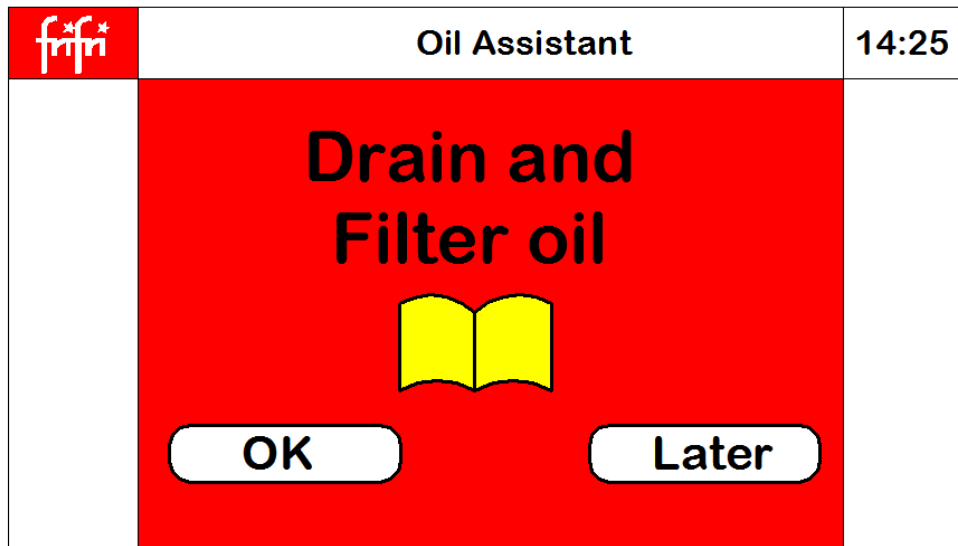 frifri
Oil Assistant
14:25
Drain and
Filter oil
OK
Later